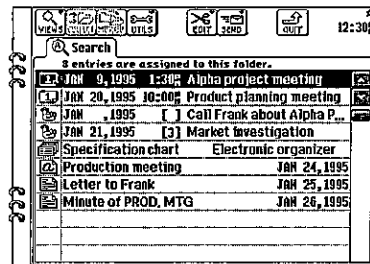 VIEWS UTILS EDIT SEND QUIT 12:30
Search
8 entries are assigned to this folder.
JAN 9,1995 1:30 Alpha project meeting
JAN 20,1995 10:00 Product planning meeting
JAN ,1995 [ ] Call Frank about Alpha P...
JAN 21,1995 [3] Market investigation
Specification chart Electronic organizer
Production meeting JAN 24,1995
Letter to Frank JAN 25,1995
Minute of PROD. MTG JAN 26,1995